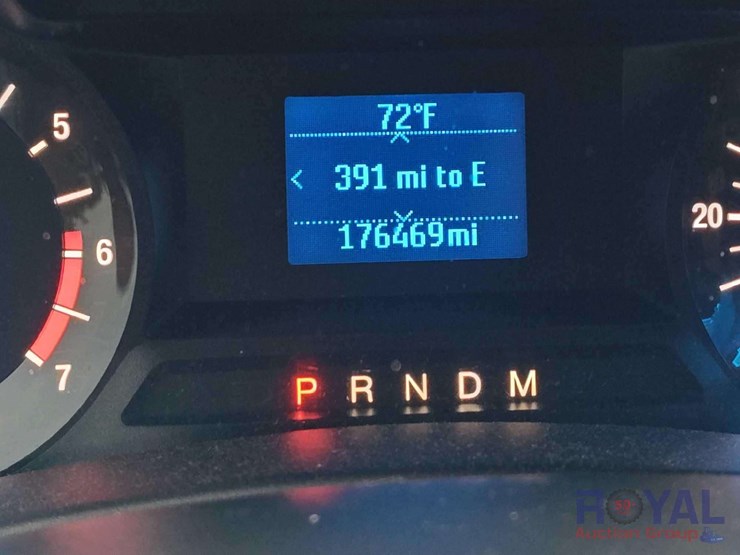 72°F
< 391 mi to E
176469mi
5
6
7
20
P R N D M
ROYAL
Auction Group